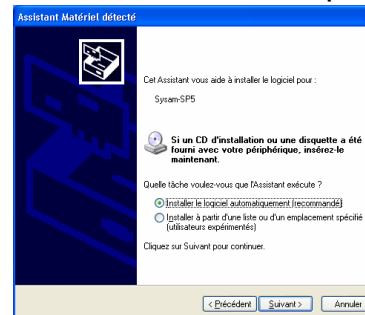 Assistant Matériel détecté
Cet Assistant vous aide à installer le logiciel pour :
Sysam-SP5
Si un CD d'installation ou une disquette a été
fourni avec votre périphérique, insérez-le
maintenant.
Quelle tâche voulez-vous que l'Assistant exécute ?
Installer le logiciel automatiquement (recommandé)
Installer à partir d'une liste ou d'un emplacement spécifié
(utilisateurs expérimentés)
Cliquez sur Suivant pour continuer.
< Précédent Suivant > Annuler